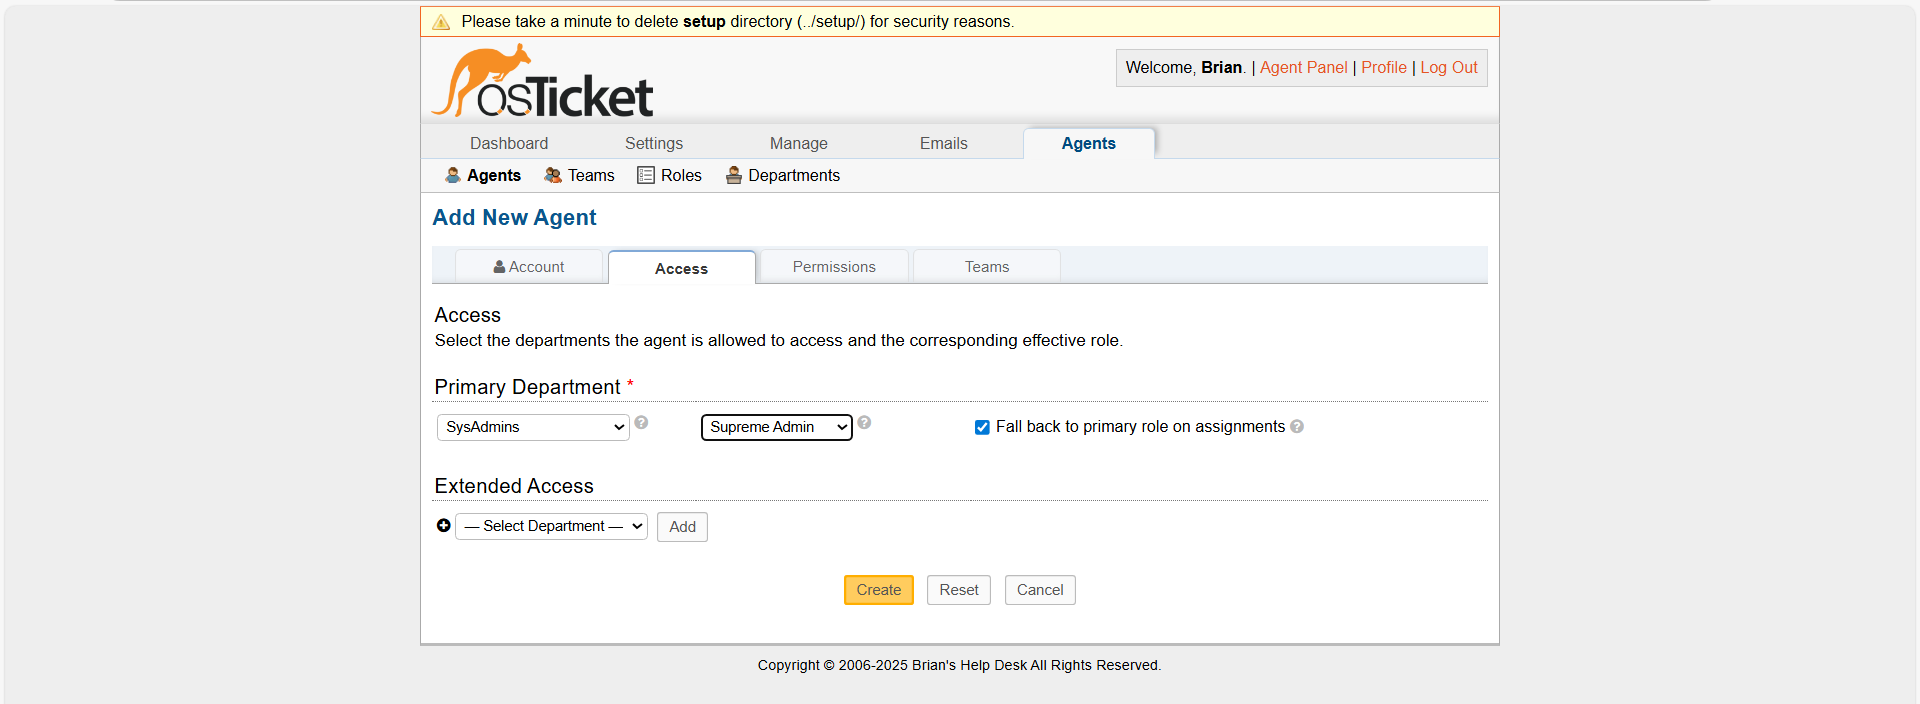 Please take a minute to delete setup directory (../setup/) for security reasons.
osTicket
Welcome, Brian. | Agent Panel | Profile | Log Out
Dashboard Settings Manage Emails Agents
Agents Teams Roles Departments
Add New Agent
Account Access Permissions Teams
Access
Select the departments the agent is allowed to access and the corresponding effective role.
Primary Department *
SysAdmins Supreme Admin Fall back to primary role on assignments
Extended Access
— Select Department — Add
Create Reset Cancel
Copyright © 2006-2025 Brian's Help Desk All Rights Reserved.